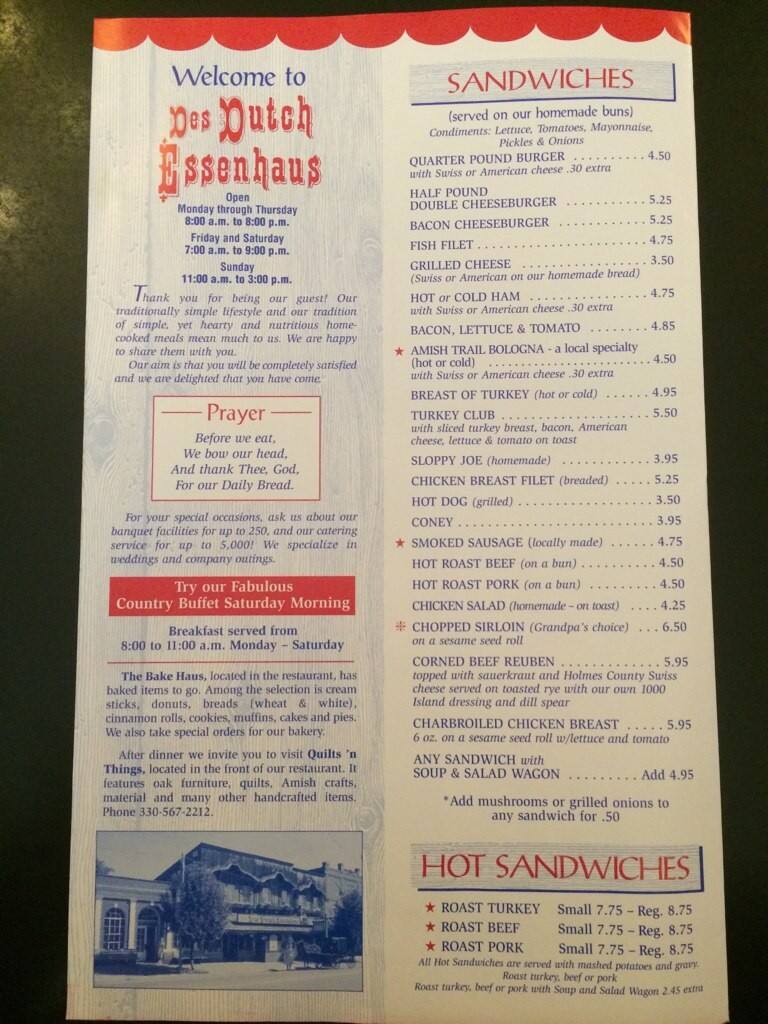 Welcome to
Des Dutch
Essenhaus
Open
Monday through Thursday
8:00 a.m. to 8:00 p.m.
Friday and Saturday
7:00 a.m. to 9:00 p.m.
Sunday
11:00 a.m. to 3:00 p.m.
Thank you for being our guest! Our
traditionally simple lifestyle and our tradition
of simple, yet hearty and nutritious home-
cooked meals mean much to us. We are happy
to share them with you.
Our aim is that you will be completely satisfied
and we are delighted that you have come.
Prayer
Before we eat,
We bow our head,
And thank Thee, God,
For our Daily Bread.
For your special occasions, ask us about our
banquet facilities for up to 250, and our catering
service for up to 5,000! We specialize in
weddings and company outings.
Try our Fabulous
Country Buffet Saturday Morning
Breakfast served from
8:00 to 11:00 a.m. Monday – Saturday
The Bake Haus, located in the restaurant, has
baked items to go. Among the selection is cream
sticks, donuts, breads (wheat & white),
cinnamon rolls, cookies, muffins, cakes and pies.
We also take special orders for our bakery.
After dinner we invite you to visit Quilts 'n
Things, located in the front of our restaurant. It
features oak furniture, quilts, Amish crafts,
material and many other handcrafted items.
Phone 330-567-2212.
SANDWICHES
(served on our homemade buns)
Condiments: Lettuce, Tomatoes, Mayonnaise,
Pickles & Onions
QUARTER POUND BURGER . . . . . . . . . . 4.50
with Swiss or American cheese .30 extra
HALF POUND
DOUBLE CHEESEBURGER . . . . . . . . . . . 5.25
BACON CHEESEBURGER . . . . . . . . . . . . 5.25
FISH FILET . . . . . . . . . . . . . . . . . . . . . . . 4.75
GRILLED CHEESE . . . . . . . . . . . . . . . . . . 3.50
(Swiss or American on our homemade bread)
HOT or COLD HAM . . . . . . . . . . . . . . . . 4.75
with Swiss or American cheese .30 extra
BACON, LETTUCE & TOMATO . . . . . . . . 4.85
★ AMISH TRAIL BOLOGNA - a local specialty
(hot or cold) . . . . . . . . . . . . . . . . . . . . . . 4.50
with Swiss or American cheese .30 extra
BREAST OF TURKEY (hot or cold) . . . . . . . 4.95
TURKEY CLUB . . . . . . . . . . . . . . . . . . . . 5.50
with sliced turkey breast, bacon, American
cheese, lettuce & tomato on toast
SLOPPY JOE (homemade) . . . . . . . . . . . . 3.95
CHICKEN BREAST FILET (breaded) . . . . . 5.25
HOT DOG (grilled) . . . . . . . . . . . . . . . . . 3.50
CONEY . . . . . . . . . . . . . . . . . . . . . . . . . 3.95
★ SMOKED SAUSAGE (locally made) . . . . . . 4.75
HOT ROAST BEEF (on a bun) . . . . . . . . . . 4.50
HOT ROAST PORK (on a bun) . . . . . . . . . 4.50
CHICKEN SALAD (homemade – on toast) . . . . 4.25
❉ CHOPPED SIRLOIN (Grandpa's choice) . . . 6.50
on a sesame seed roll
CORNED BEEF REUBEN . . . . . . . . . . . . . 5.95
topped with sauerkraut and Holmes County Swiss
cheese served on toasted rye with our own 1000
Island dressing and dill spear
CHARBROILED CHICKEN BREAST . . . . . 5.95
6 oz. on a sesame seed roll w/lettuce and tomato
ANY SANDWICH with
SOUP & SALAD WAGON . . . . . . . . . Add 4.95
*Add mushrooms or grilled onions to
any sandwich for .50
HOT SANDWICHES
★ ROAST TURKEY Small 7.75 – Reg. 8.75
★ ROAST BEEF Small 7.75 – Reg. 8.75
★ ROAST PORK Small 7.75 – Reg. 8.75
All Hot Sandwiches are served with mashed potatoes and gravy.
Roast turkey, beef or pork
Roast turkey, beef or pork with Soup and Salad Wagon 2.45 extra